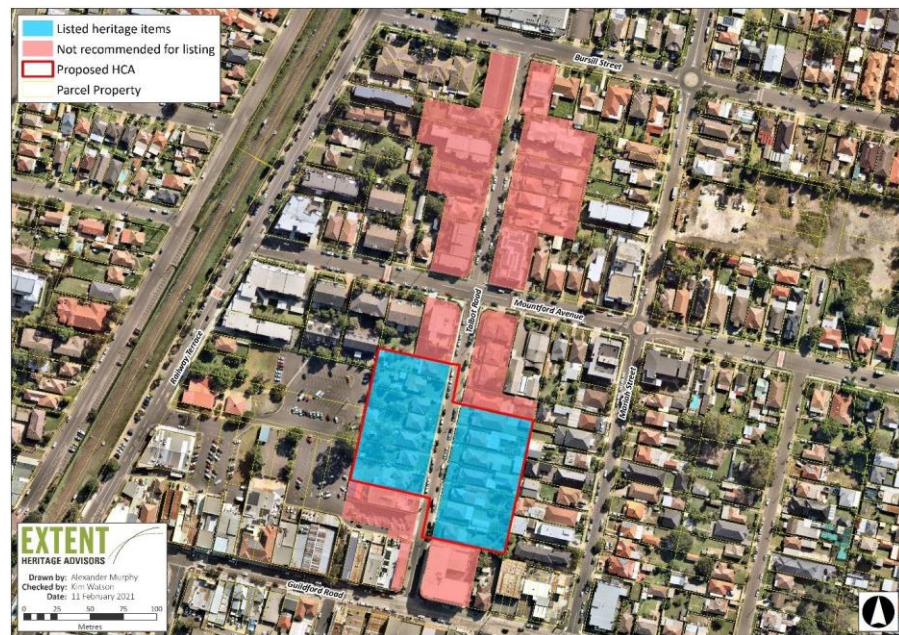 Listed heritage items
Not recommended for listing
Proposed HCA
Parcel Property
Bursill Street
Talbot Road
Mountford Avenue
Railway Terrace
Marian Street
Guildford Road
EXTENT
HERITAGE ADVISORS
Drawn by: Alexander Murphy
Checked by: Kim Watson
Date: 11 February 2021
0 25 50 75 100
Metres